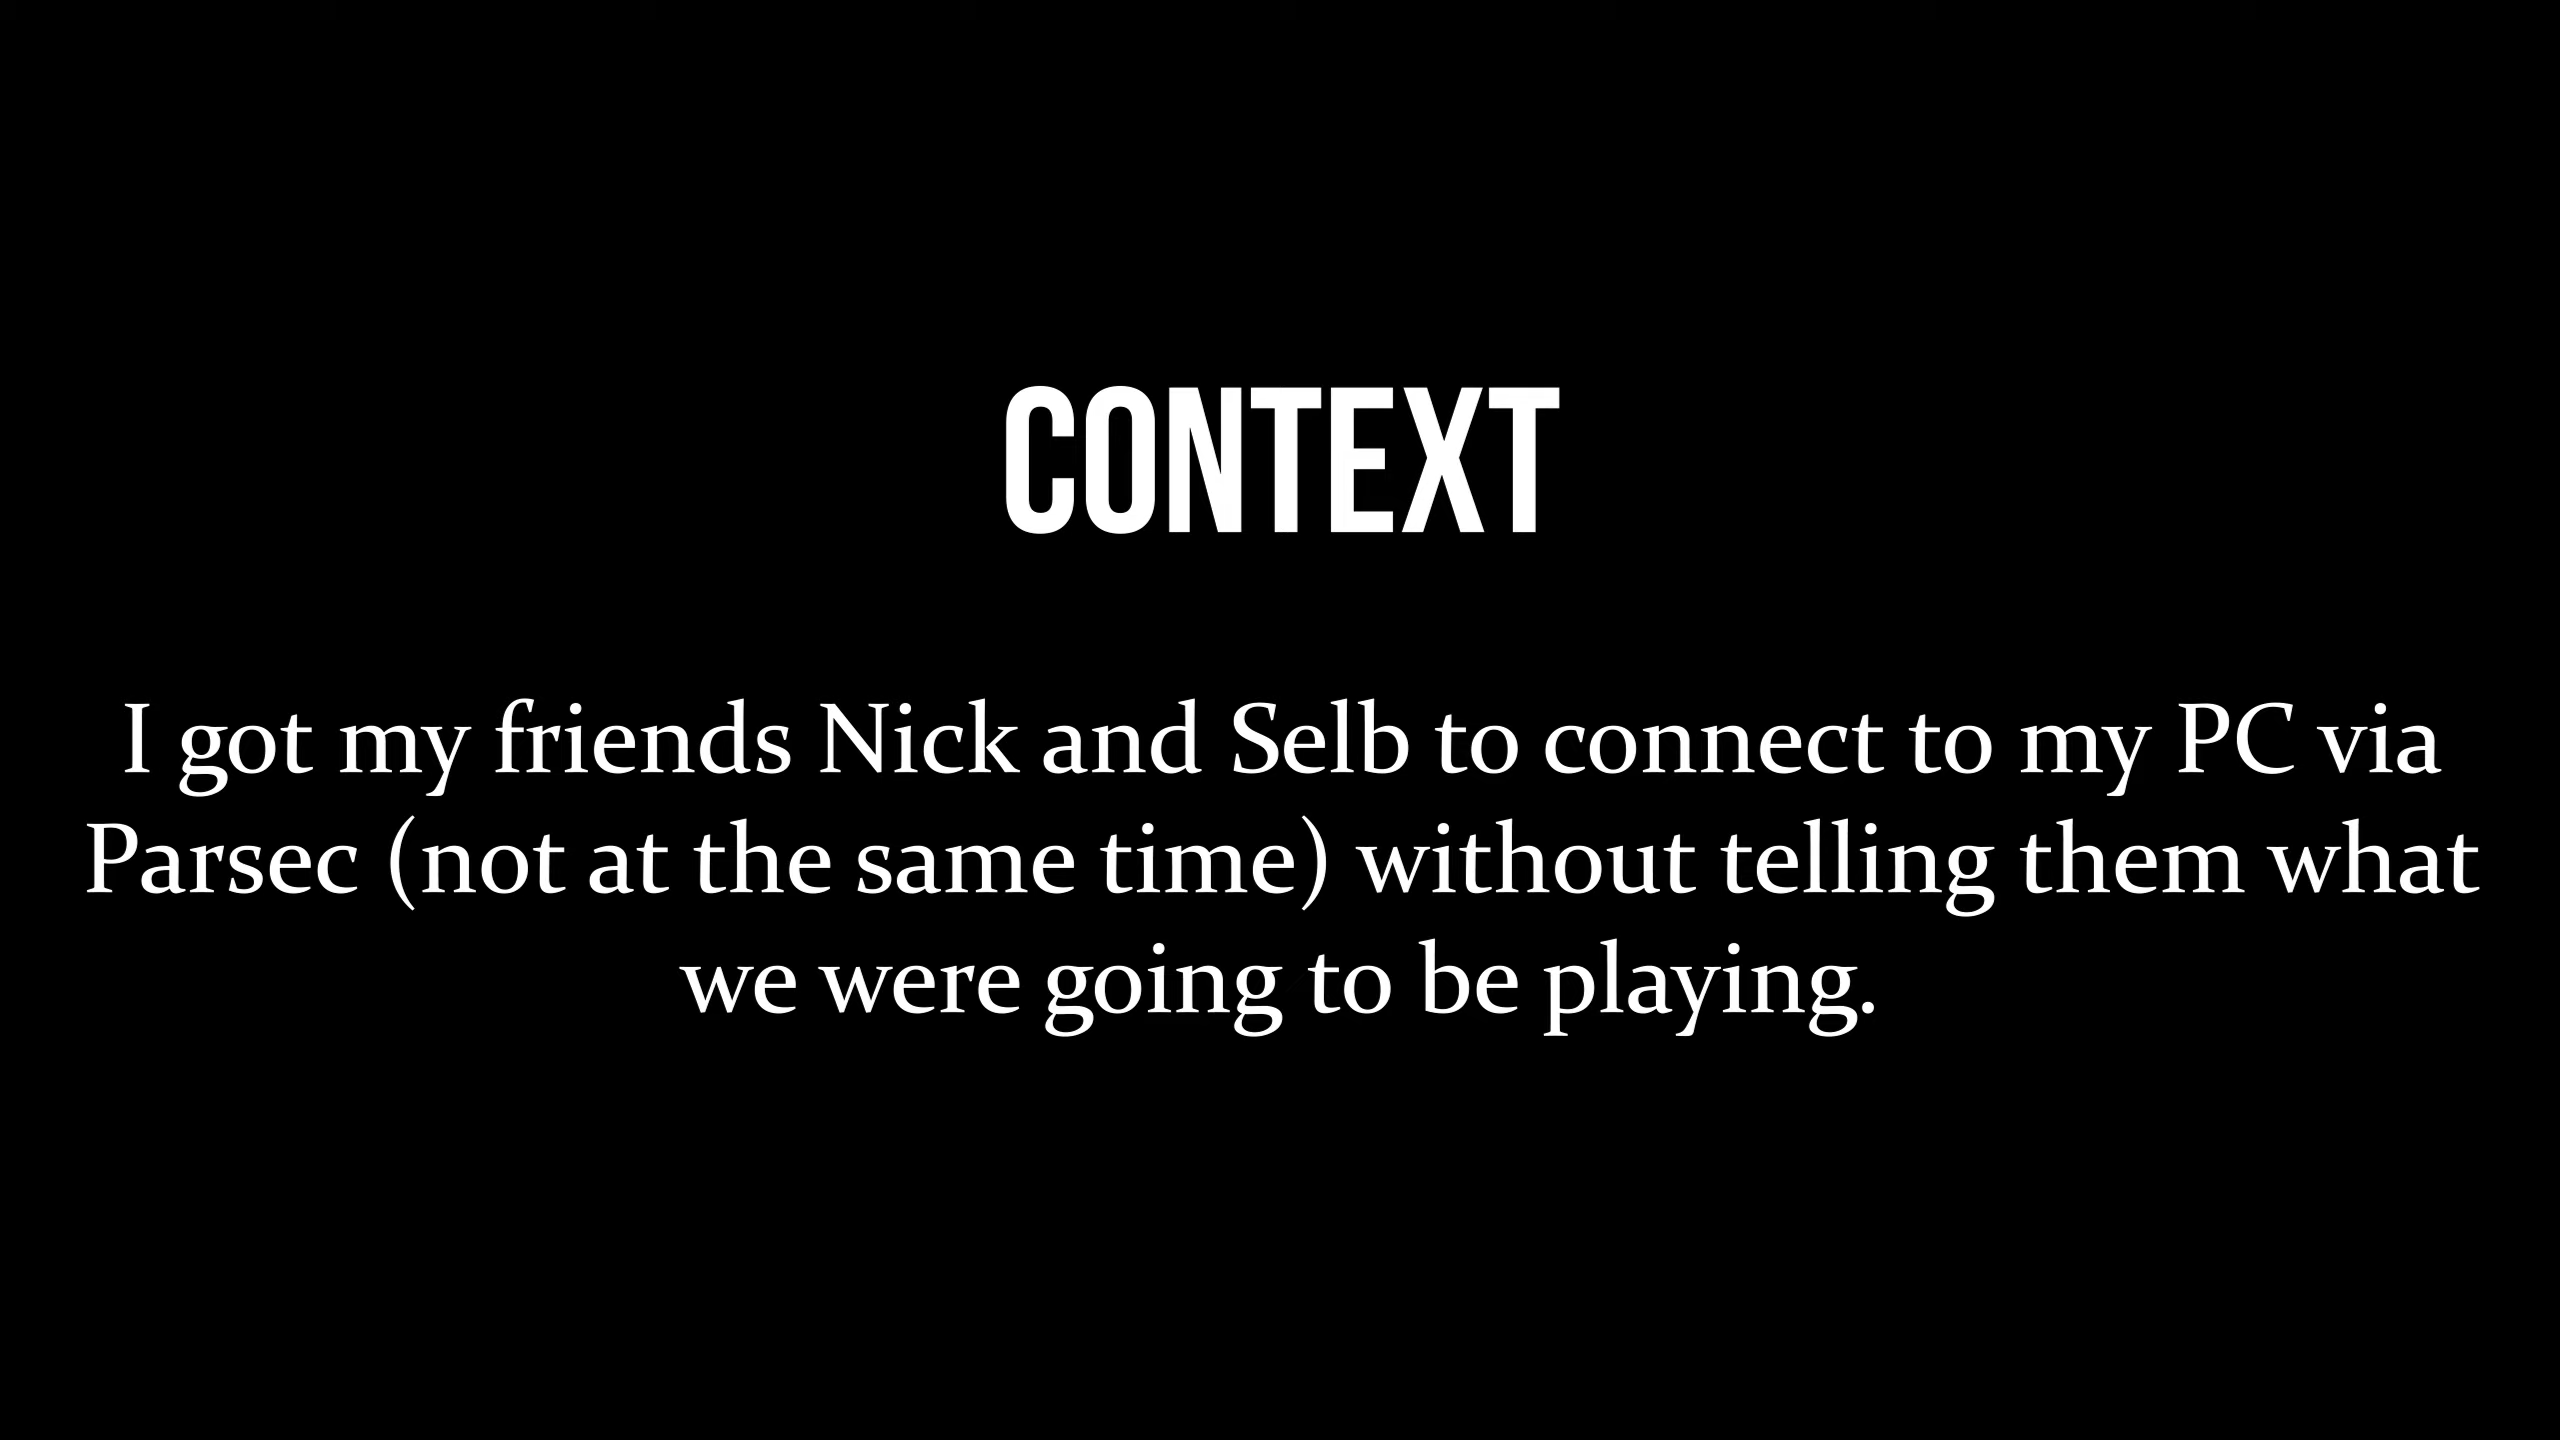 CONTEXT
I got my friends Nick and Selb to connect to my PC via
Parsec (not at the same time) without telling them what
we were going to be playing.